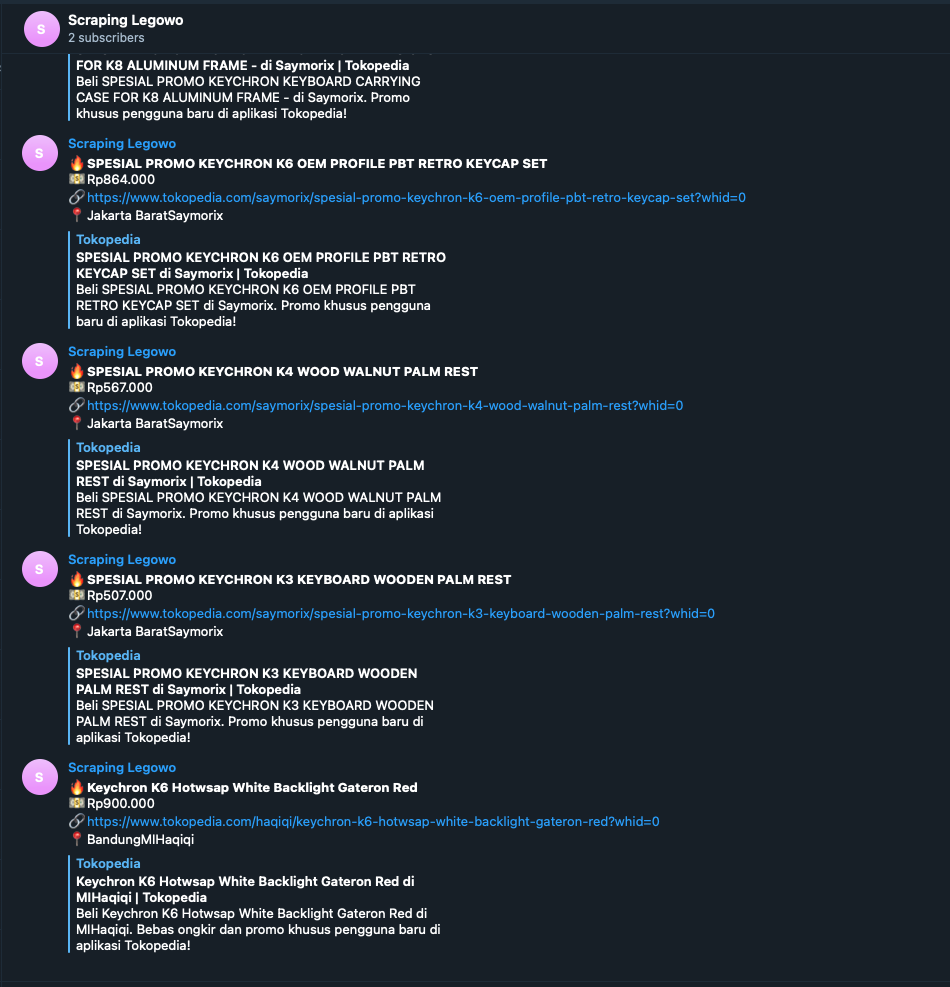 S
Scraping Legowo
2 subscribers
FOR K8 ALUMINUM FRAME - di Saymorix | Tokopedia
Beli SPESIAL PROMO KEYCHRON KEYBOARD CARRYING
CASE FOR K8 ALUMINUM FRAME - di Saymorix. Promo
khusus pengguna baru di aplikasi Tokopedia!
S
Scraping Legowo
🔥SPESIAL PROMO KEYCHRON K6 OEM PROFILE PBT RETRO KEYCAP SET
💵Rp864.000
🔗https://www.tokopedia.com/saymorix/spesial-promo-keychron-k6-oem-profile-pbt-retro-keycap-set?whid=0
📍Jakarta BaratSaymorix
Tokopedia
SPESIAL PROMO KEYCHRON K6 OEM PROFILE PBT RETRO
KEYCAP SET di Saymorix | Tokopedia
Beli SPESIAL PROMO KEYCHRON K6 OEM PROFILE PBT
RETRO KEYCAP SET di Saymorix. Promo khusus pengguna
baru di aplikasi Tokopedia!
S
Scraping Legowo
🔥SPESIAL PROMO KEYCHRON K4 WOOD WALNUT PALM REST
💵Rp567.000
🔗https://www.tokopedia.com/saymorix/spesial-promo-keychron-k4-wood-walnut-palm-rest?whid=0
📍Jakarta BaratSaymorix
Tokopedia
SPESIAL PROMO KEYCHRON K4 WOOD WALNUT PALM
REST di Saymorix | Tokopedia
Beli SPESIAL PROMO KEYCHRON K4 WOOD WALNUT PALM
REST di Saymorix. Promo khusus pengguna baru di aplikasi
Tokopedia!
S
Scraping Legowo
🔥SPESIAL PROMO KEYCHRON K3 KEYBOARD WOODEN PALM REST
💵Rp507.000
🔗https://www.tokopedia.com/saymorix/spesial-promo-keychron-k3-keyboard-wooden-palm-rest?whid=0
📍Jakarta BaratSaymorix
Tokopedia
SPESIAL PROMO KEYCHRON K3 KEYBOARD WOODEN
PALM REST di Saymorix | Tokopedia
Beli SPESIAL PROMO KEYCHRON K3 KEYBOARD WOODEN
PALM REST di Saymorix. Promo khusus pengguna baru di
aplikasi Tokopedia!
S
Scraping Legowo
🔥Keychron K6 Hotwsap White Backlight Gateron Red
💵Rp900.000
🔗https://www.tokopedia.com/haqiqi/keychron-k6-hotwsap-white-backlight-gateron-red?whid=0
📍BandungMIHaqiqi
Tokopedia
Keychron K6 Hotwsap White Backlight Gateron Red di
MIHaqiqi | Tokopedia
Beli Keychron K6 Hotwsap White Backlight Gateron Red di
MIHaqiqi. Bebas ongkir dan promo khusus pengguna baru di
aplikasi Tokopedia!